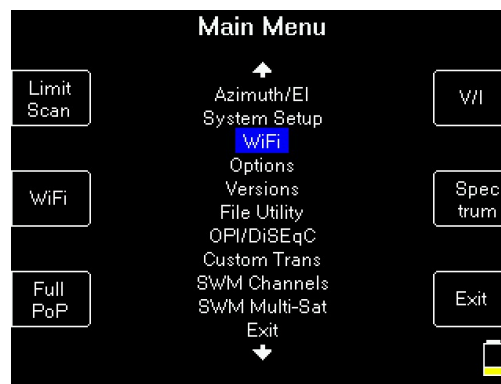 Main Menu
Limit
Scan
WiFi
Full
PoP
Azimuth/El
System Setup
WiFi
Options
Versions
File Utility
OPI/DiSEqC
Custom Trans
SWM Channels
SWM Multi-Sat
Exit
V/I
Spec
trum
Exit